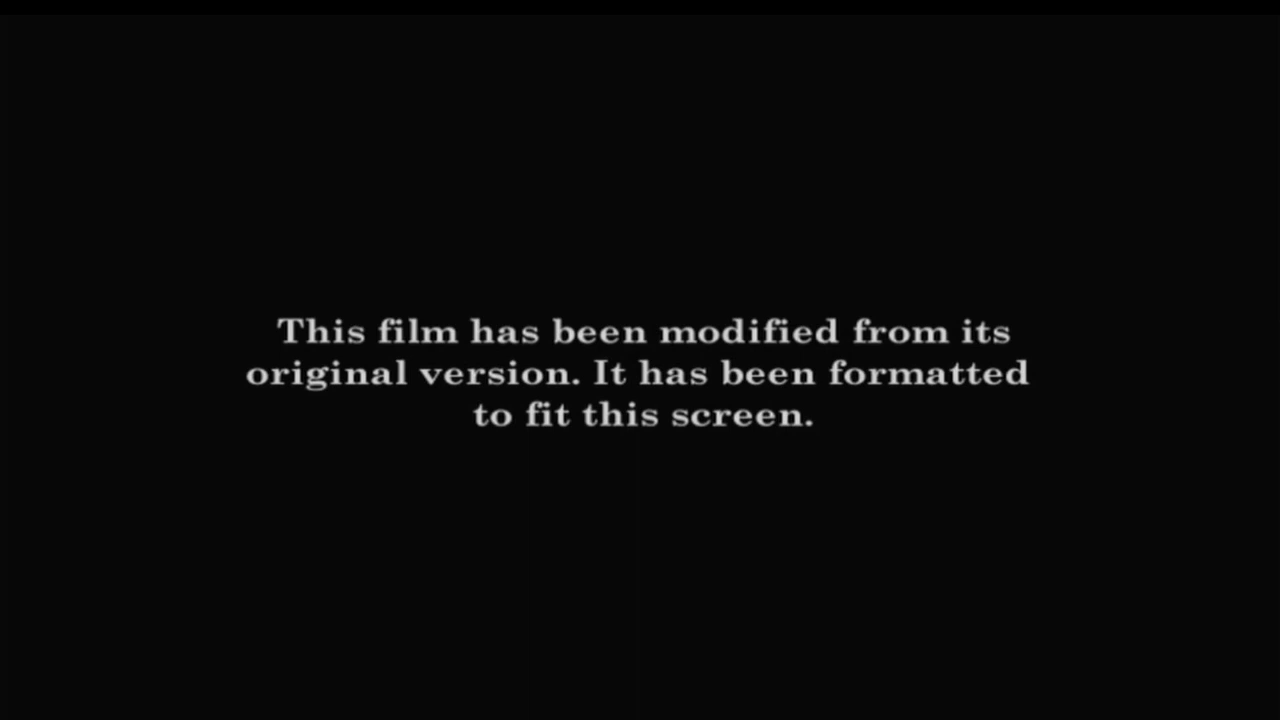 This film has been modified from its
original version. It has been formatted
to fit this screen.